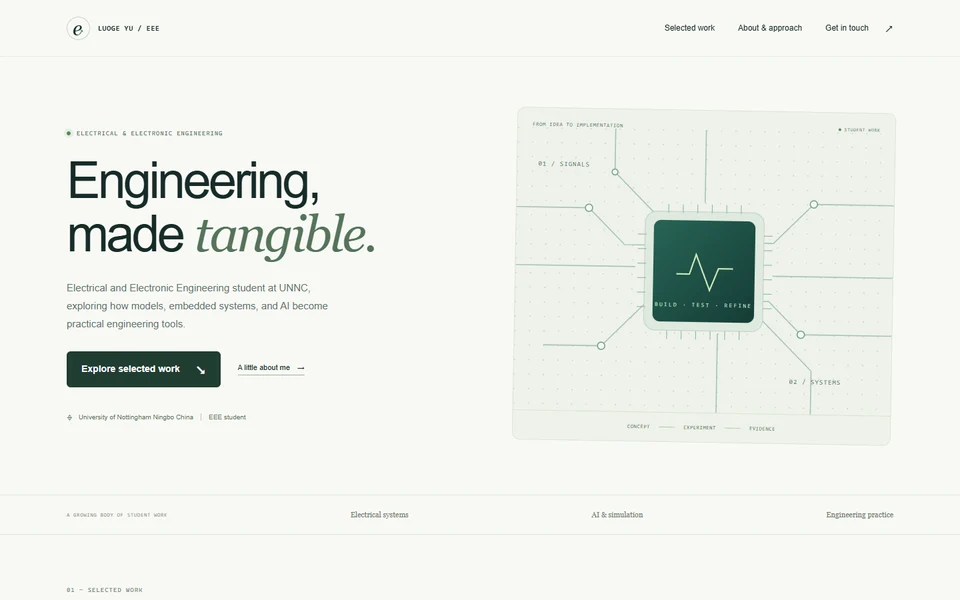 e LUOGE YU / EEE
Selected work
About & approach
Get in touch ↗
ELECTRICAL & ELECTRONIC ENGINEERING
Engineering,
made tangible.
Electrical and Electronic Engineering student at UNNC,
exploring how models, embedded systems, and AI become
practical engineering tools.
Explore selected work ↘
A little about me →
University of Nottingham Ningbo China | EEE student
FROM IDEA TO IMPLEMENTATION
STUDENT WORK
01 / SIGNALS
BUILD · TEST · REFINE
02 / SYSTEMS
CONCEPT — EXPERIMENT — EVIDENCE
A GROWING BODY OF STUDENT WORK
Electrical systems
AI & simulation
Engineering practice
01 — SELECTED WORK